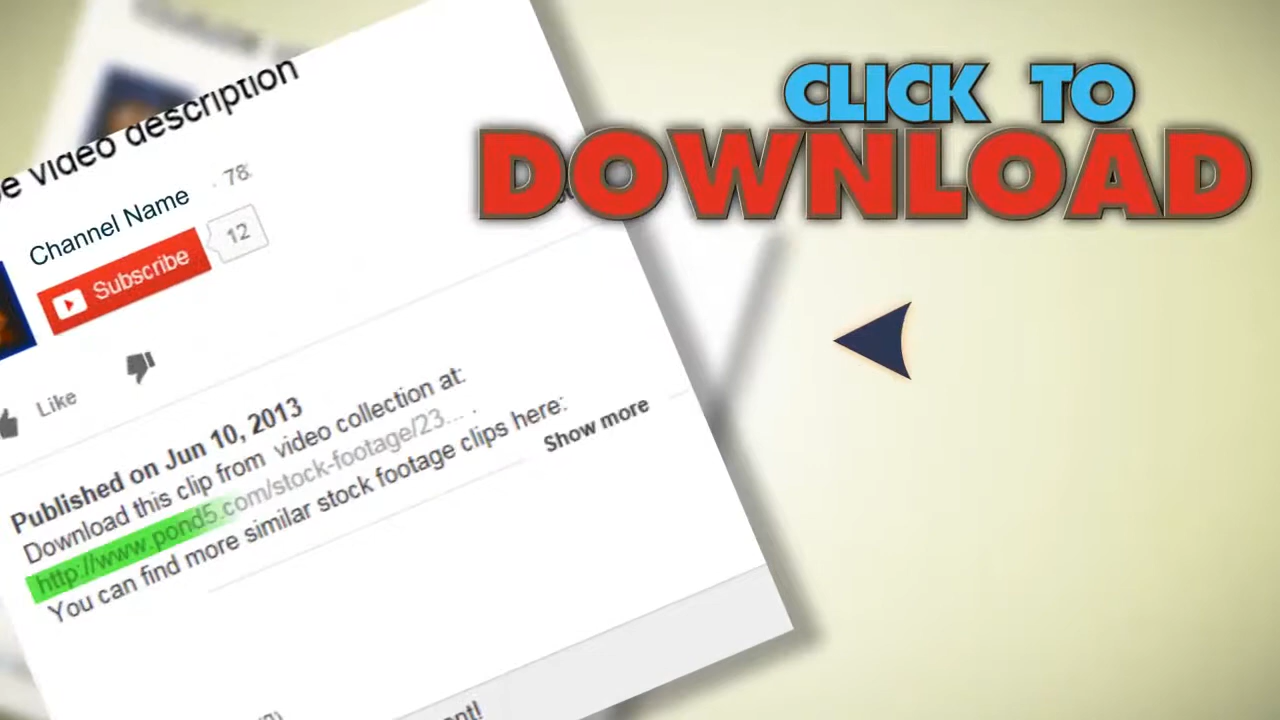 CLICK TO
DOWNLOAD
video description
Channel Name
Subscribe
12
Like
Published on Jun 10, 2013
Download this clip from video collection at:
http://www.pond5.com/stock-footage/23...
You can find more similar stock footage clips here:
Show more